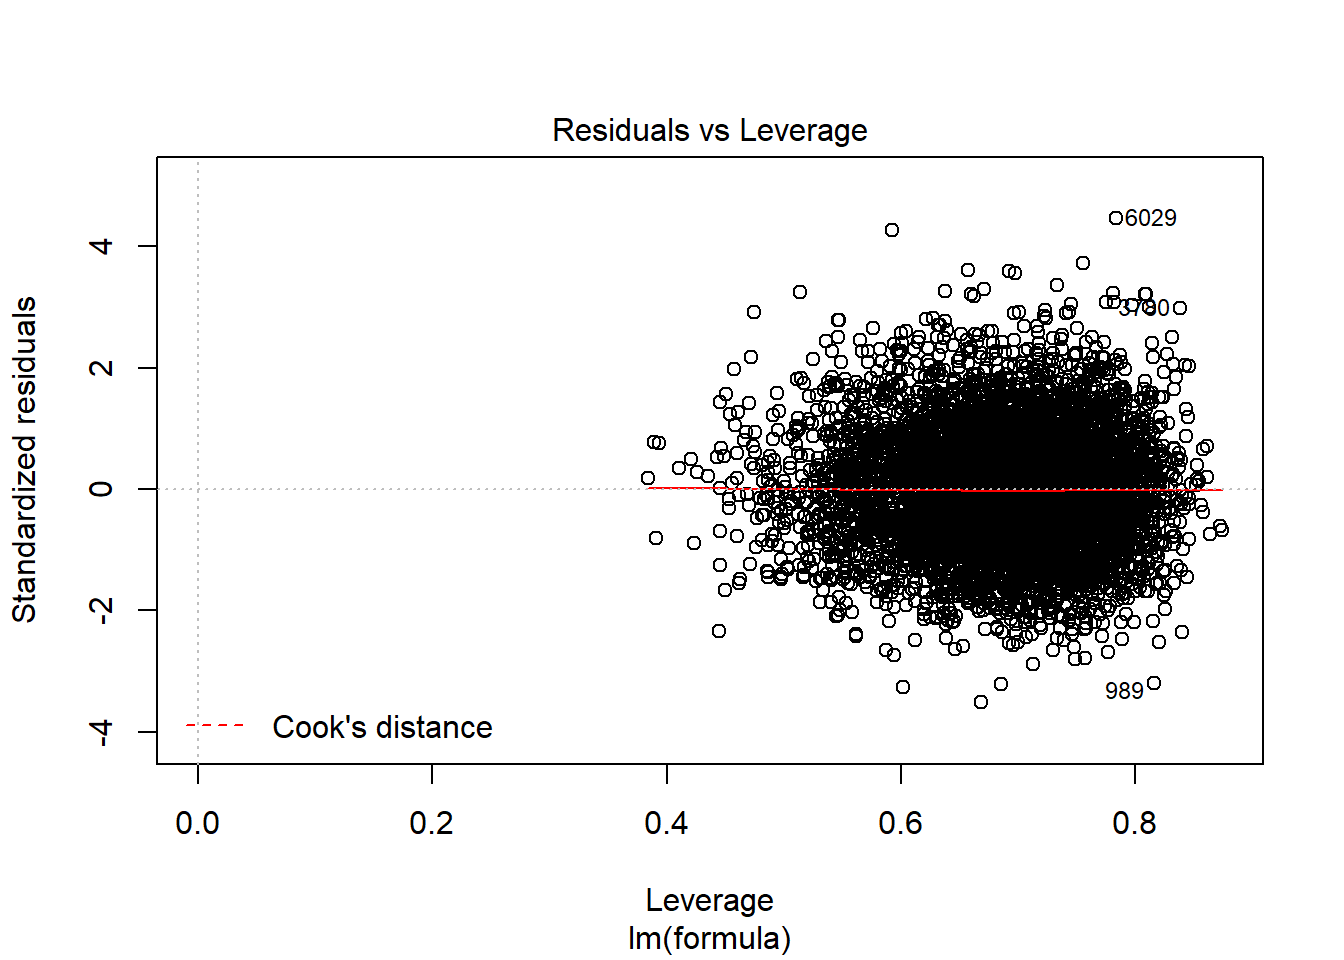 Residuals vs Leverage
Standardized residuals
4
2
0
-2
-4
6029
3780
989
Cook's distance
0.0 0.2 0.4 0.6 0.8
Leverage
lm(formula)